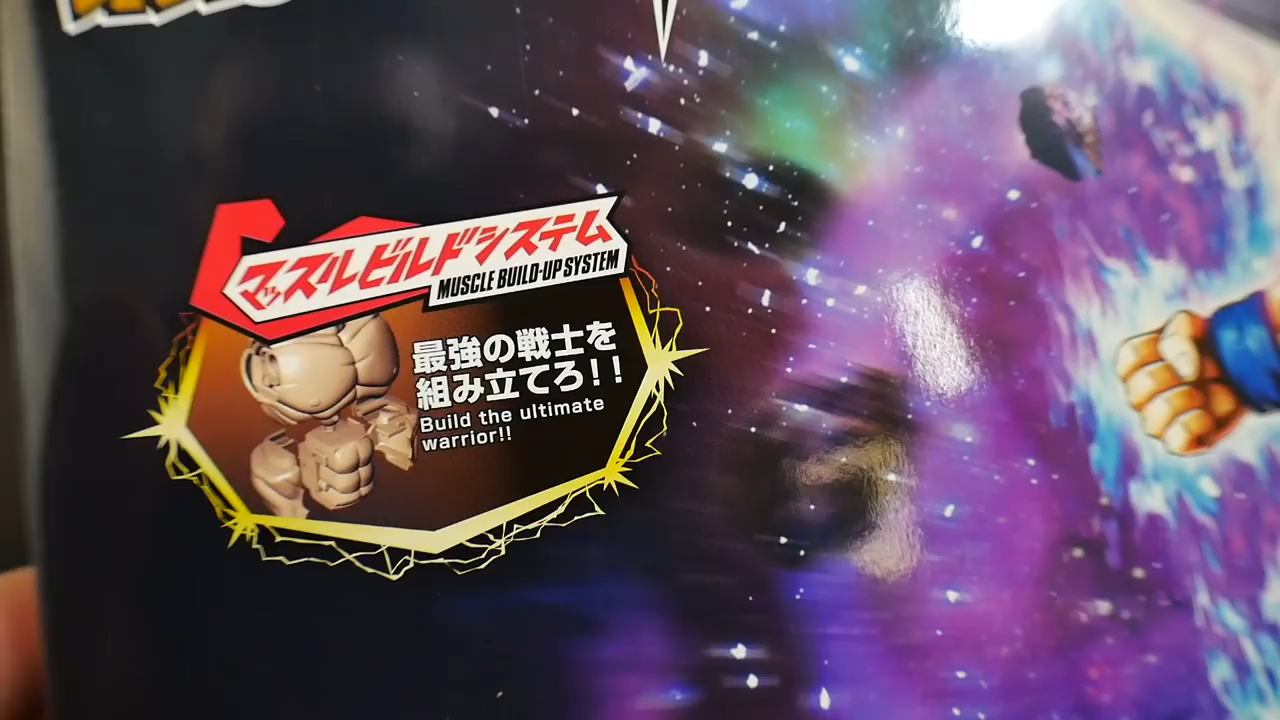 マッスルビルドシステム
MUSCLE BUILD-UP SYSTEM
最強の戦士を
組み立てろ!!
Build the ultimate
warrior!!